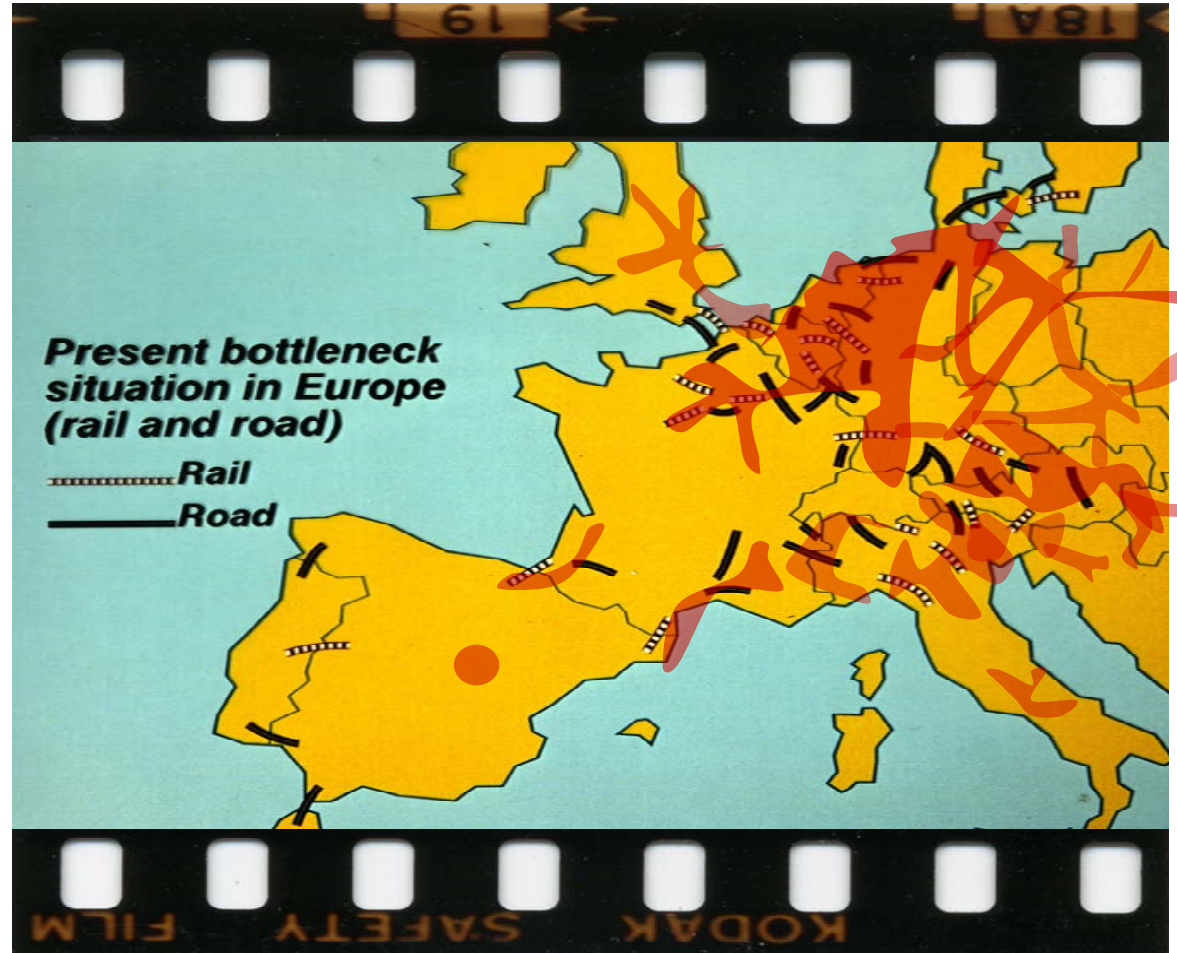 19
18A
Present bottleneck
situation in Europe
(rail and road)
Rail
Road
KODAK SAFETY FILM